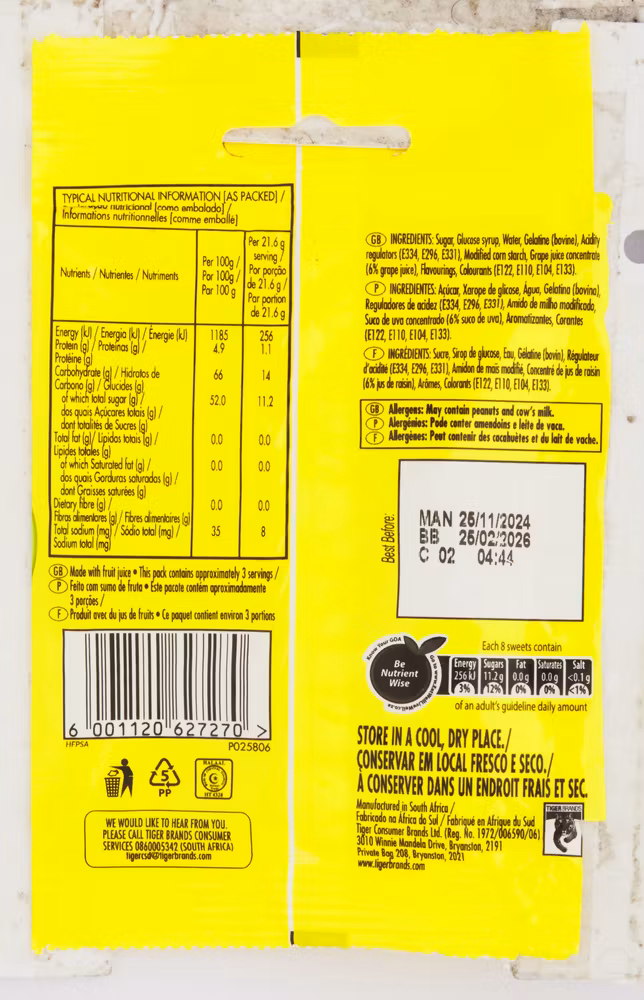 TYPICAL NUTRITIONAL INFORMATION [AS PACKED] /
nutricional [como embalado] /
Informations nutritionnelles [comme emballé]
Nutrients / Nutrientes / Nutriments
Per 100g /
Por 100g /
Par 100 g
Per 21.6 g
serving /
Por porção
de 21.6 g /
Par portion
de 21.6 g
Energy (kJ) / Energia (kJ) / Énergie (kJ) 1185 256
Protein (g) / Proteínas (g) / 4.9 1.1
Protéine (g)
Carbohydrate (g) / Hidratos de 66 14
Carbono (g) / Glucides (g)
of which total sugar (g) / 52.0 11.2
dos quais Açúcares totais (g) /
dont totalités de Sucres (g)
Total fat (g) / Lípidos totais (g) / 0.0 0.0
Lipides totales (g)
of which Saturated fat (g) / 0.0 0.0
dos quais Gorduras saturadas (g) /
dont Graisses saturées (g)
Dietary fibre (g) / 0.0 0.0
Fibras alimentares (g) / Fibres alimentaires (g)
Total sodium (mg) / Sódio total (mg) / 35 8
Sodium total (mg)
GB Made with fruit juice • This pack contains approximately 3 servings /
P Feito com sumo de fruta • Este pacote contém aproximadamente
3 porções /
F Produit avec du jus de fruits • Ce paquet contient environ 3 portions
6 001120 627270 >
HFPSA P025806
5
PP
HALAAL
WE WOULD LIKE TO HEAR FROM YOU.
PLEASE CALL TIGER BRANDS CONSUMER
SERVICES 0860005342 (SOUTH AFRICA)
tigercsd@tigerbrands.com
GB INGREDIENTS: Sugar, Glucose syrup, Water, Gelatine (bovine), Acidity
regulators (E334, E296, E331), Modified corn starch, Grape juice concentrate
(6% grape juice), Flavourings, Colourants (E122, E110, E104, E133).
P INGREDIENTES: Açúcar, Xarope de glicose, Água, Gelatina (bovina),
Reguladores de acidez (E334, E296, E331), Amido de milho modificado,
Suco de uva concentrado (6% suco de uva), Aromatizantes, Corantes
(E122, E110, E104, E133).
F INGRÉDIENTS: Sucre, Sirop de glucose, Eau, Gélatine (bovin), Régulateur
d'acidité (E334, E296, E331), Amidon de maïs modifié, Concentré de jus de raisin
(6% jus de raisin), Arômes, Colorants (E122, E110, E104, E133).
GB Allergens: May contain peanuts and cow's milk.
P Alergénios: Pode conter amendoins e leite de vaca.
F Allergènes: Peut contenir des cacahuètes et du lait de vache.
Best Before:
MAN 25/11/2024
BB 25/02/2026
C 02 04:44
Know Your GDA
Be
Nutrient
Wise
Each 8 sweets contain
Energy Sugars Fat Saturates Salt
256 kJ 11.2g 0.0 g 0.0 g <0.1 g
3% 12% 0% 0% <1%
of an adult's guideline daily amount
STORE IN A COOL, DRY PLACE./
CONSERVAR EM LOCAL FRESCO E SECO./
À CONSERVER DANS UN ENDROIT FRAIS ET SEC.
Manufactured in South Africa /
Fabricado na África do Sul / Fabriqué en Afrique du Sud
Tiger Consumer Brands Ltd. (Reg. No. 1972/006590/06)
3010 Winnie Mandela Drive, Bryanston, 2191
Private Bag 208, Bryanston, 2021
www.tigerbrands.com
TIGER BRANDS